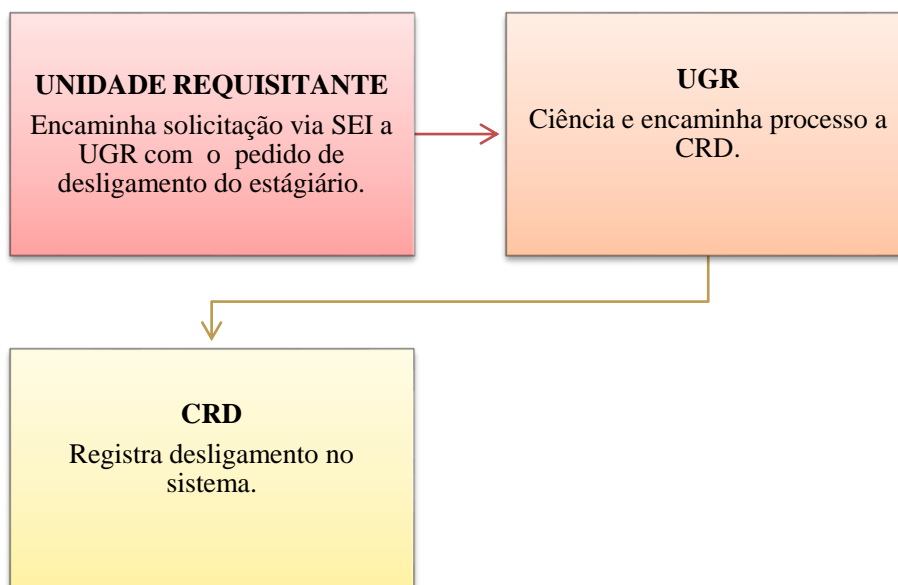 UNIDADE REQUISITANTE
Encaminha solicitação via SEI a
UGR com o pedido de
desligamento do estágiário.
UGR
Ciência e encaminha processo a
CRD.
CRD
Registra desligamento no
sistema.